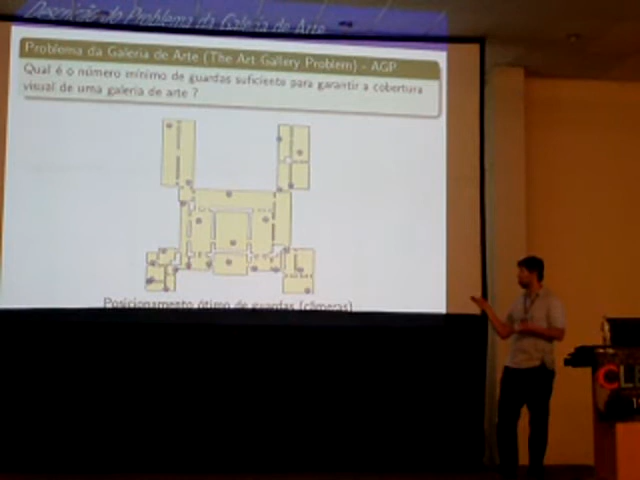 Descrição do Problema da Galeria de Arte
Problema da Galeria de Arte (The Art Gallery Problem) - AGP
Qual é o número mínimo de guardas suficiente para garantir a cobertura
visual de uma galeria de arte ?
Posicionamento ótimo de guardas (câmeras)
CL